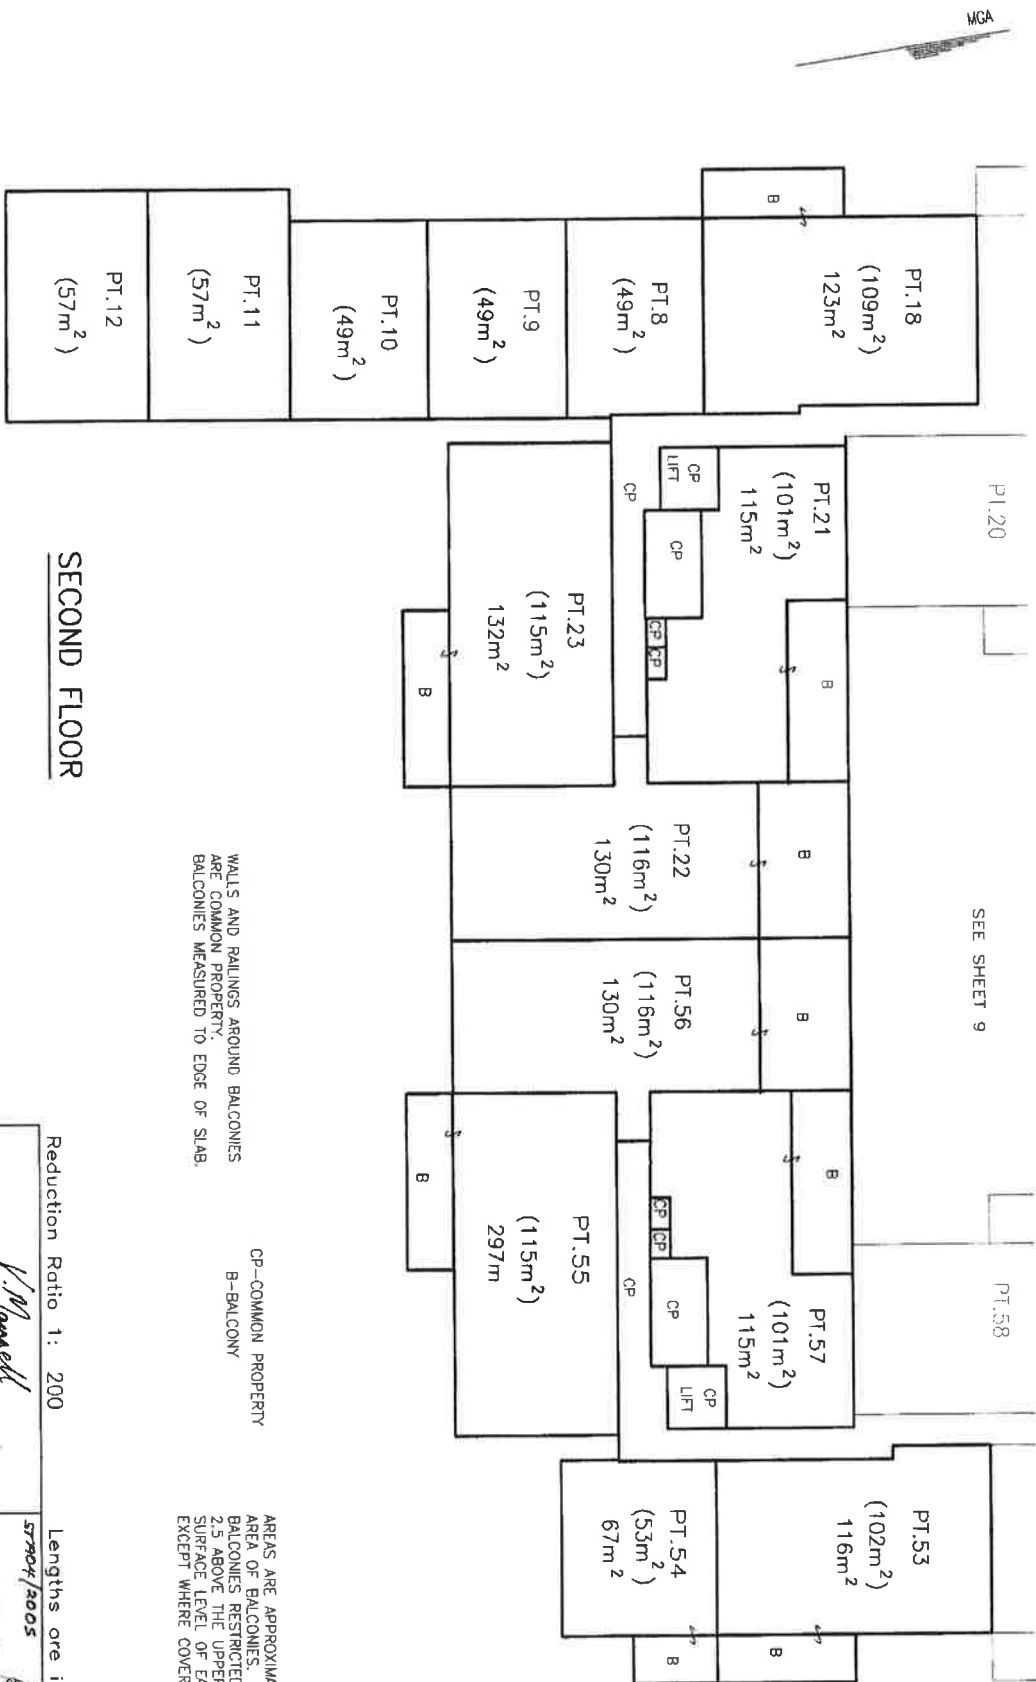 MGA
B
PT.18
(109m²)
123m²
PT.8
(49m²)
PT.9
(49m²)
PT.10
(49m²)
PT.11
(57m²)
PT.12
(57m²)
PT.20
PT.21
(101m²)
115m²
CP
LIFT
CP
CP
CP
CP
B
PT.23
(115m²)
132m²
B
B
PT.22
(116m²)
130m²
SEE SHEET 9
B
PT.56
(116m²)
130m²
B
PT.57
(101m²)
115m²
CP
CP
CP
CP
LIFT
CP
PT.55
(115m²)
297m
B
PT.58
PT.53
(102m²)
116m²
B
PT.54
(53m²)
67m²
B
SECOND FLOOR
WALLS AND RAILINGS AROUND BALCONIES
ARE COMMON PROPERTY.
BALCONIES MEASURED TO EDGE OF SLAB.
CP-COMMON PROPERTY
B-BALCONY
AREAS ARE APPROXIMA
AREA OF BALCONIES.
BALCONIES RESTRICTED
2.5 ABOVE THE UPPER
SURFACE LEVEL OF EA
EXCEPT WHERE COVER
Reduction Ratio 1: 200
Lengths are i